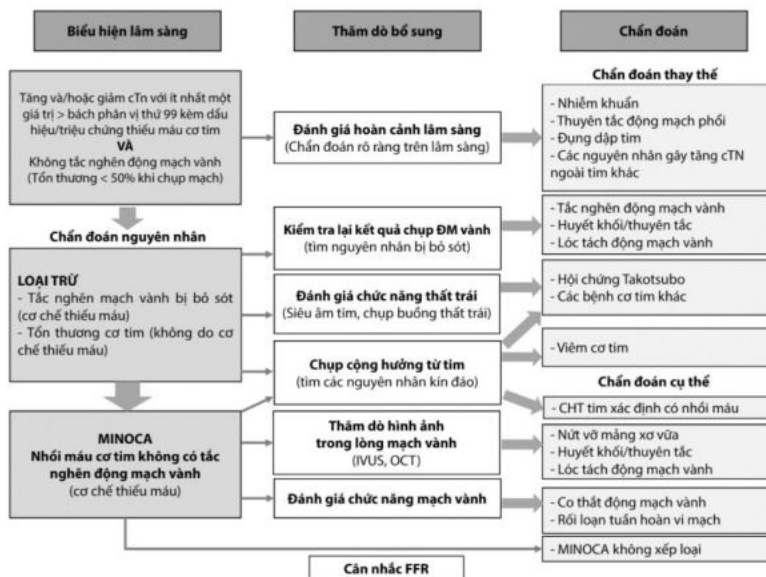 Biểu hiện lâm sàng
Thăm dò bổ sung
Chẩn đoán
Tăng và/hoặc giảm cTn với ít nhất một
giá trị > bách phân vị thứ 99 kèm dấu
hiệu/triệu chứng thiếu máu cơ tim
VÀ
Không tắc nghẽn động mạch vành
(Tổn thương < 50% khi chụp mạch)
Chẩn đoán nguyên nhân
LOẠI TRỪ
- Tắc nghẽn mạch vành bị bỏ sót
(cơ chế thiếu máu)
- Tổn thương cơ tim (không do cơ
chế thiếu máu)
MINOCA
Nhồi máu cơ tim không có tắc
nghẽn động mạch vành
(cơ chế thiếu máu)
Đánh giá hoàn cảnh lâm sàng
(Chẩn đoán rõ ràng trên lâm sàng)
Kiểm tra lại kết quả chụp ĐM vành
(tìm nguyên nhân bị bỏ sót)
Đánh giá chức năng thất trái
(Siêu âm tim, chụp buồng thất trái)
Chụp cộng hưởng từ tim
(tìm các nguyên nhân kín đáo)
Thăm dò hình ảnh
trong lòng mạch vành
(IVUS, OCT)
Đánh giá chức năng mạch vành
Cân nhắc FFR
Chẩn đoán thay thế
- Nhiễm khuẩn
- Thuyên tắc động mạch phổi
- Đụng dập tim
- Các nguyên nhân gây tăng cTN
ngoài tim khác
- Tắc nghẽn động mạch vành
- Huyết khối/thuyên tắc
- Lóc tách động mạch vành
- Hội chứng Takotsubo
- Các bệnh cơ tim khác
- Viêm cơ tim
Chẩn đoán cụ thể
- CHT tim xác định có nhồi máu
- Nứt vỡ mảng xơ vữa
- Huyết khối/thuyên tắc
- Lóc tách động mạch vành
- Co thắt động mạch vành
- Rối loạn tuần hoàn vi mạch
- MINOCA không xếp loại